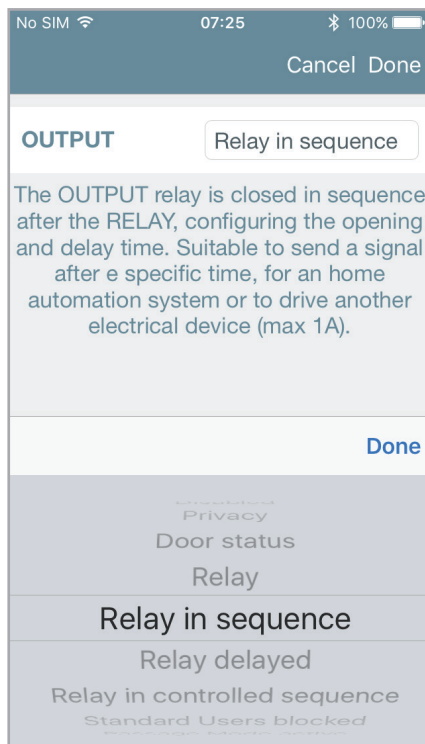 No SIM 07:25 100%
Cancel Done
OUTPUT Relay in sequence
The OUTPUT relay is closed in sequence
after the RELAY, configuring the opening
and delay time. Suitable to send a signal
after e specific time, for an home
automation system or to drive another
electrical device (max 1A).
Done
Disabled
Privacy
Door status
Relay
Relay in sequence
Relay delayed
Relay in controlled sequence
Standard Users blocked